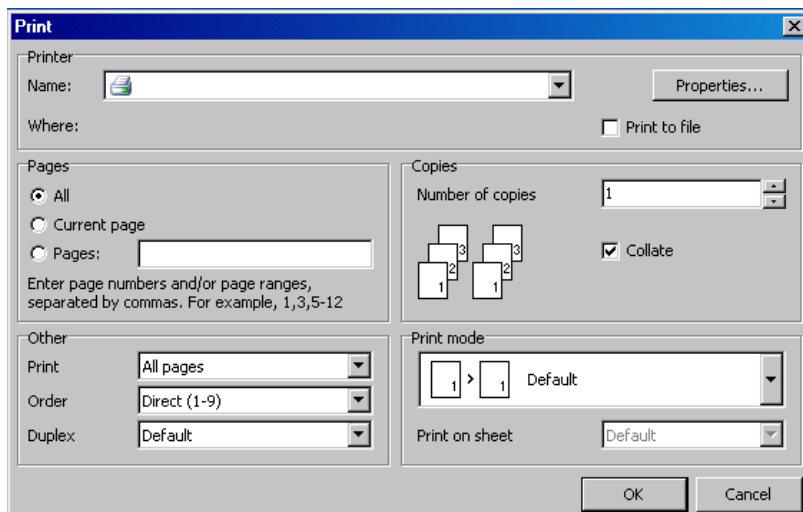 Print
Printer
Name:
Properties...
Where:
Print to file
Pages
All
Current page
Pages:
Enter page numbers and/or page ranges,
separated by commas. For example, 1,3,5-12
Copies
Number of copies 1
3 3
2 2
1 1
Collate
Other
Print All pages
Order Direct (1-9)
Duplex Default
Print mode
1 > 1 Default
Print on sheet Default
OK Cancel